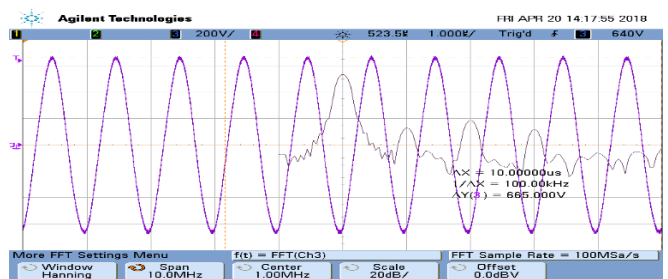 Agilent Technologies FRI APR 20 14:17:55 2018
1 2 3 200V/ 4 523.5 1.000 Trig'd 3 640V
ΔX = 10.00000us
1/ΔX = 100.00kHz
ΔY(3) = 665.000V
More FFT Settings Menu f(t) = FFT(Ch3) FFT Sample Rate = 100MSa/s
Window Span Center Scale Offset
Hanning 10.0MHz 1.00MHz 20dB/ 0.0dBV